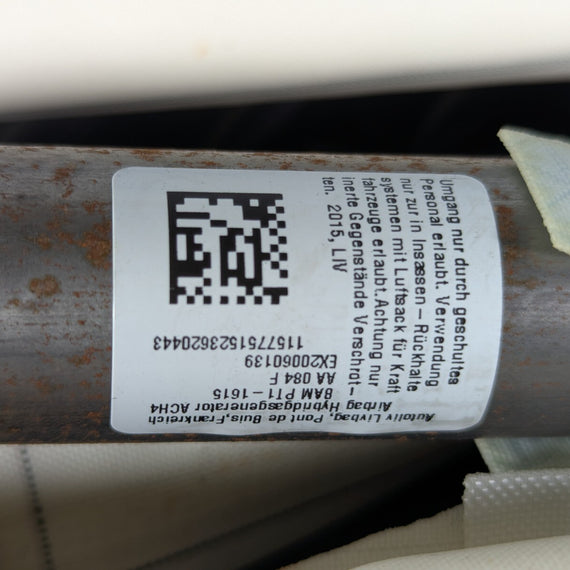 Autoliv Livbag, Pont de Buis,Frankreich
Airbag Hybridgasgenerator ACH4
BAM PT1-1615
AA 084 F
EX20060139
1157751523620443
Umgang nur durch geschultes
Personal erlaubt. Verwendung
nur zur in Insassen-Rückhalte
systemen mit Luftsack für Kraft
fahrzeuge erlaubt.Achtung nur
inerte Gegenstände Verschrot-
ten. 2015, LIV